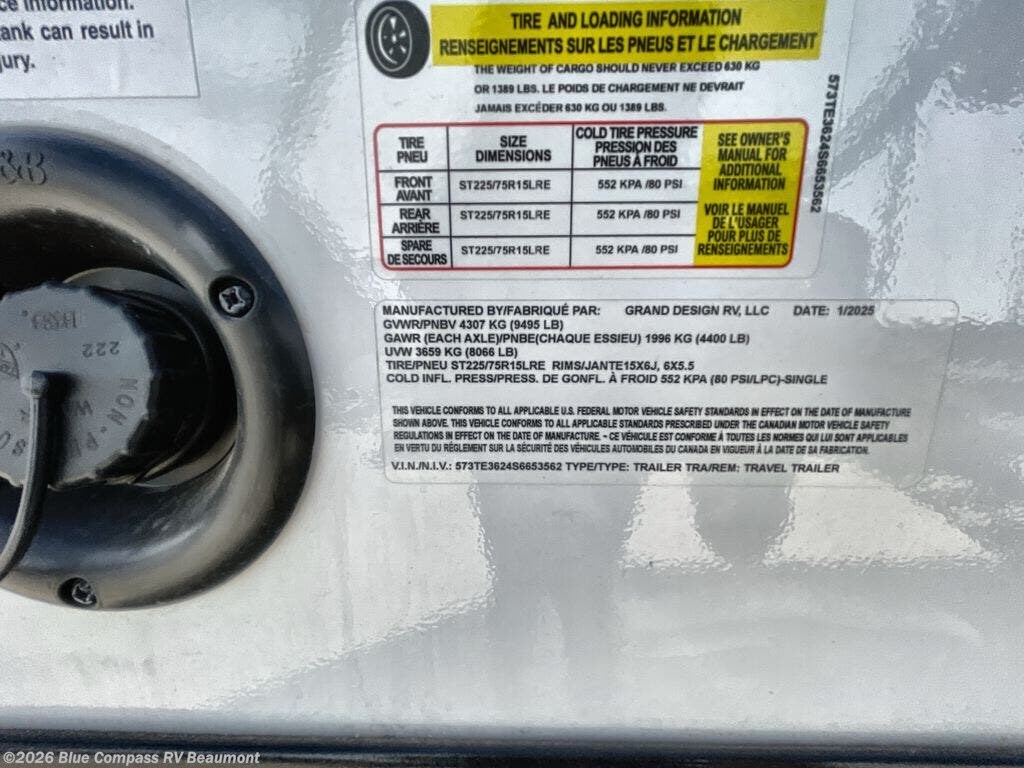 ce information.
tank can result in
jury.
TIRE AND LOADING INFORMATION
RENSEIGNEMENTS SUR LES PNEUS ET LE CHARGEMENT
THE WEIGHT OF CARGO SHOULD NEVER EXCEED 630 KG
OR 1389 LBS. LE POIDS DE CHARGEMENT NE DEVRAIT
JAMAIS EXCÉDER 630 KG OU 1389 LBS.
TIRE
PNEU
SIZE
DIMENSIONS
COLD TIRE PRESSURE
PRESSION DES
PNEUS À FROID
FRONT
AVANT
ST225/75R15LRE
552 KPA /80 PSI
REAR
ARRIÈRE
ST225/75R15LRE
552 KPA /80 PSI
SPARE
DE SECOURS
ST225/75R15LRE
552 KPA /80 PSI
SEE OWNER'S
MANUAL FOR
ADDITIONAL
INFORMATION
VOIR LE MANUEL
DE L'USAGER
POUR PLUS DE
RENSEIGNEMENTS
573TE3624S6653562
MANUFACTURED BY/FABRIQUÉ PAR: GRAND DESIGN RV, LLC DATE: 1/2025
GVWR/PNBV 4307 KG (9495 LB)
GAWR (EACH AXLE)/PNBE(CHAQUE ESSIEU) 1996 KG (4400 LB)
UVW 3659 KG (8066 LB)
TIRE/PNEU ST225/75R15LRE RIMS/JANTE15X6J, 6X5.5
COLD INFL. PRESS/PRESS. DE GONFL. À FROID 552 KPA (80 PSI/LPC)-SINGLE
THIS VEHICLE CONFORMS TO ALL APPLICABLE U.S. FEDERAL MOTOR VEHICLE SAFETY STANDARDS IN EFFECT ON THE DATE OF MANUFACTURE
SHOWN ABOVE. THIS VEHICLE CONFORMS TO ALL APPLICABLE STANDARDS PRESCRIBED UNDER THE CANADIAN MOTOR VEHICLE SAFETY
REGULATIONS IN EFFECT ON THE DATE OF MANUFACTURE. - CE VÉHICULE EST CONFORME À TOUTES LES NORMES QUI LUI SONT APPLICABLES
EN VERTU DU RÈGLEMENT SUR LA SÉCURITÉ DES VÉHICULES AUTOMOBILES DU CANADA EN VIGUEUR À LA DATE DE SA FABRICATION.
V.I.N./N.I.V.: 573TE3624S6653562 TYPE/TYPE: TRAILER TRA/REM: TRAVEL TRAILER
&B
222
©2026 Blue Compass RV Beaumont